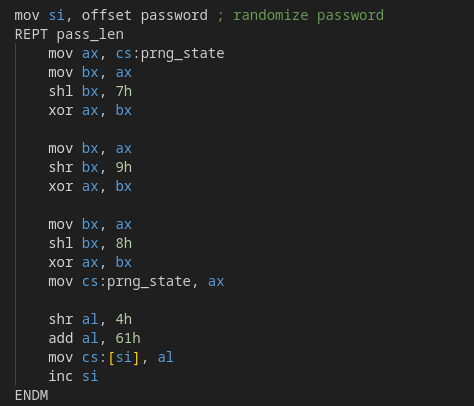 mov si, offset password ; randomize password
REPT pass_len
    mov ax, cs:prng_state
    mov bx, ax
    shl bx, 7h
    xor ax, bx

    mov bx, ax
    shr bx, 9h
    xor ax, bx

    mov bx, ax
    shl bx, 8h
    xor ax, bx
    mov cs:prng_state, ax

    shr al, 4h
    add al, 61h
    mov cs:[si], al
    inc si
ENDM